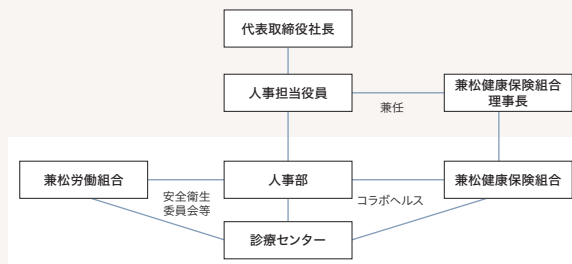 代表取締役社長
人事担当役員
兼任
兼松健康保険組合
理事長
兼松労働組合
安全衛生
委員会等
人事部
コラボヘルス
兼松健康保険組合
診療センター